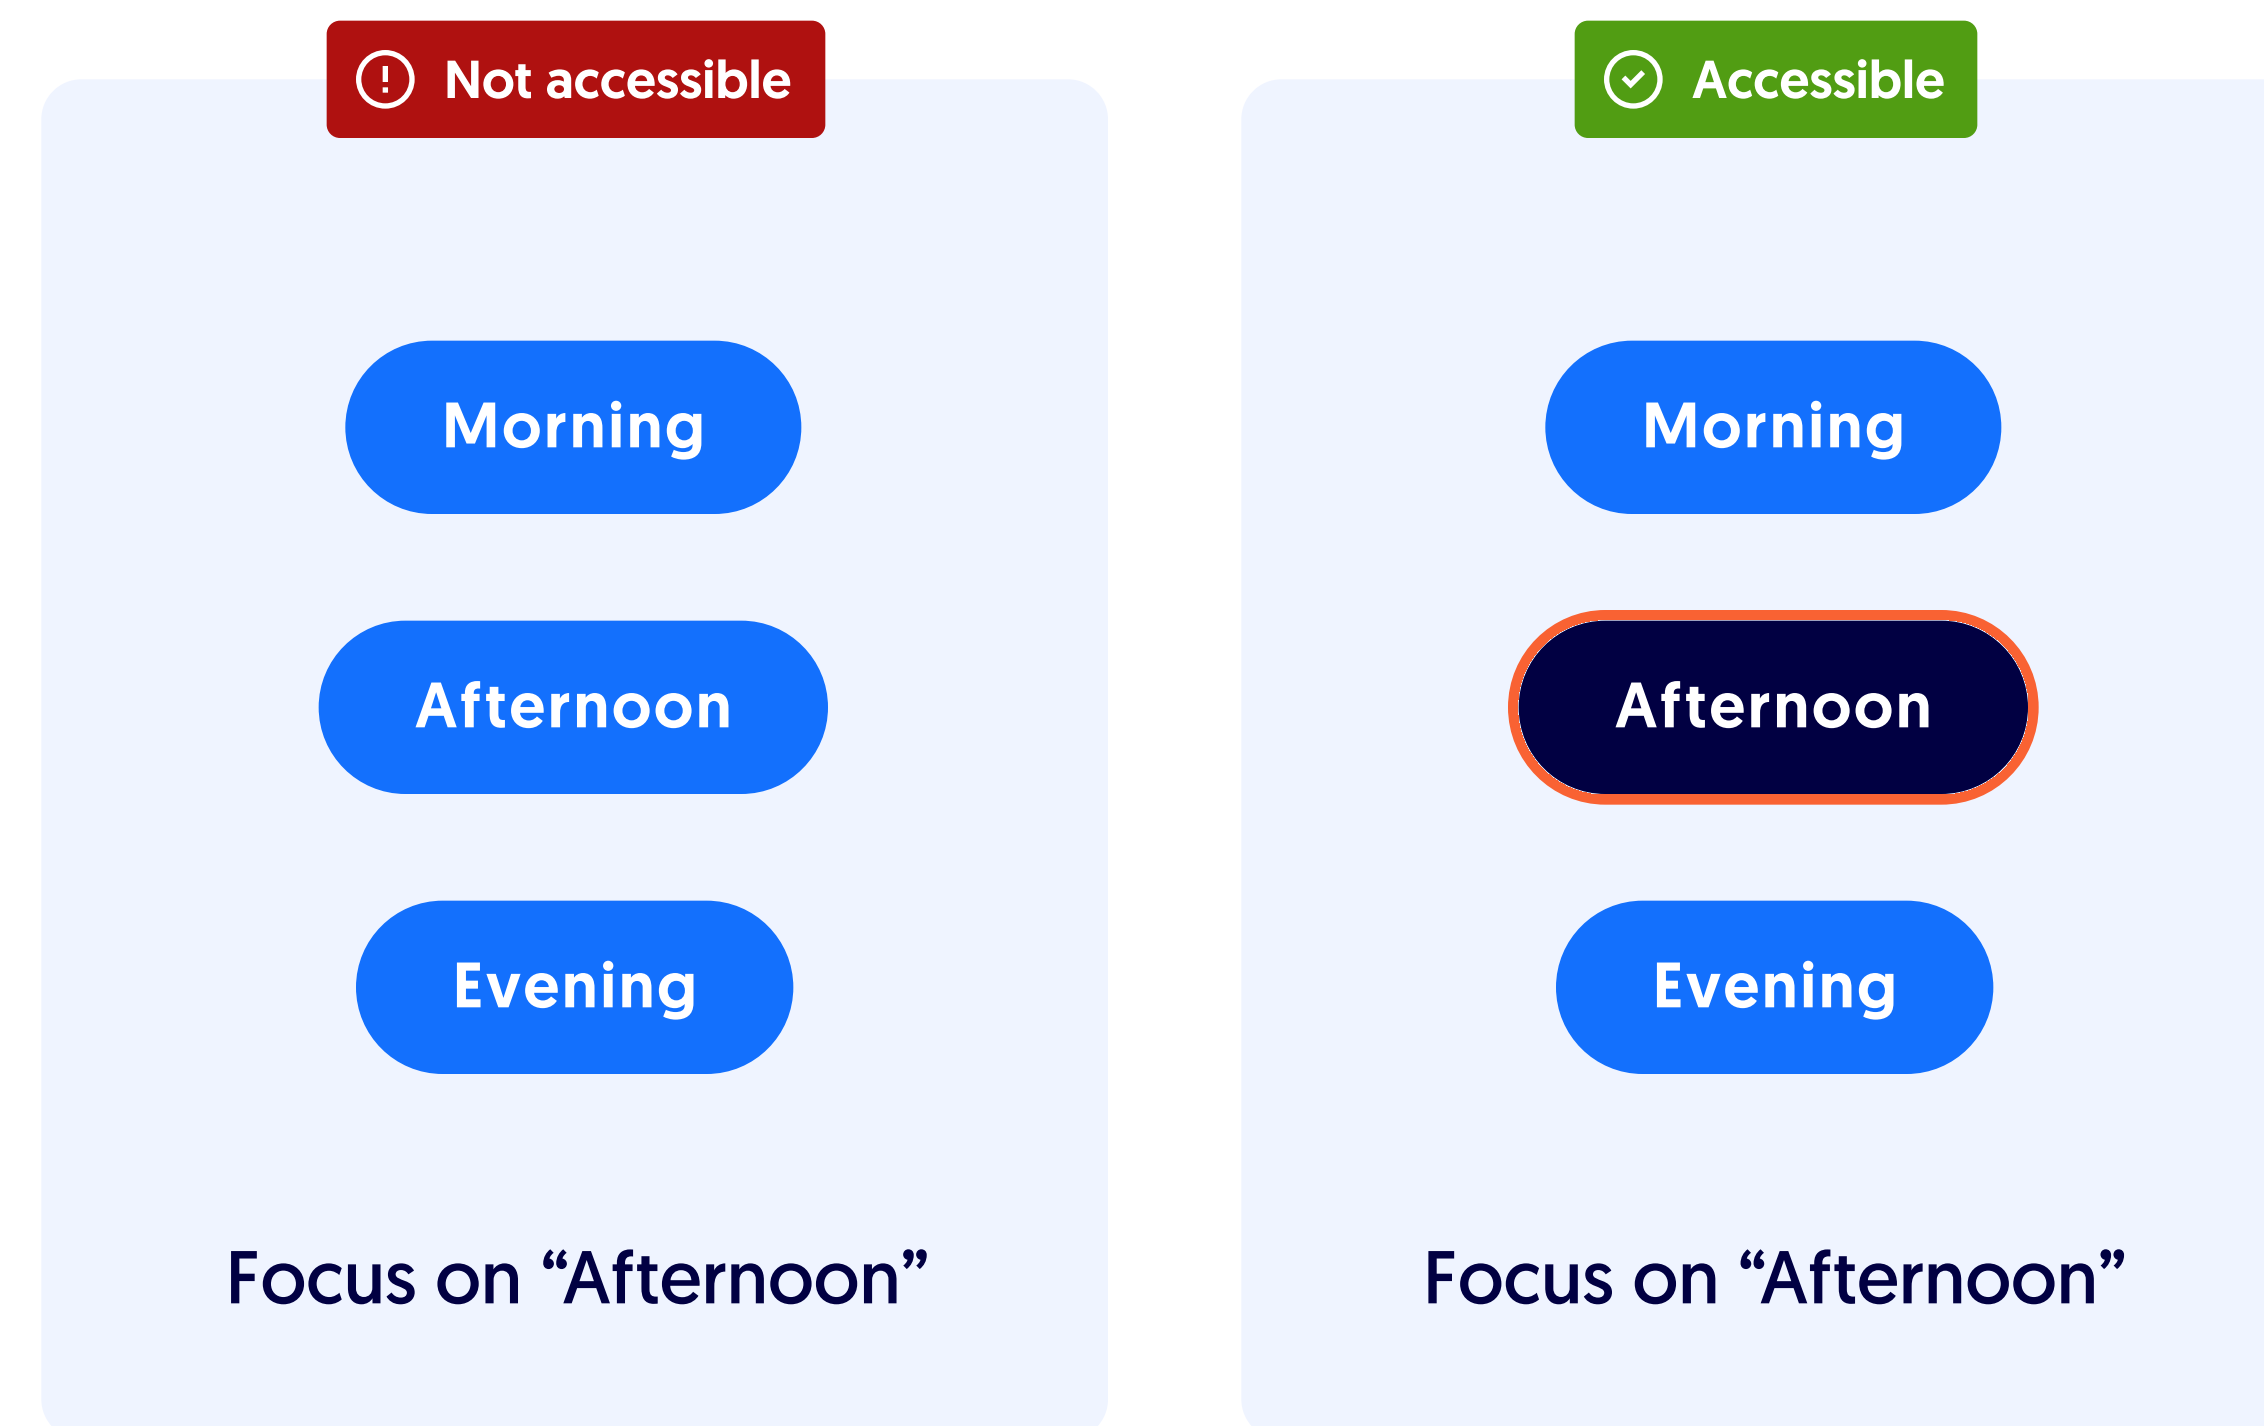 Not accessible
Morning
Afternoon
Evening
Focus on “Afternoon”
Accessible
Morning
Afternoon
Evening
Focus on “Afternoon”